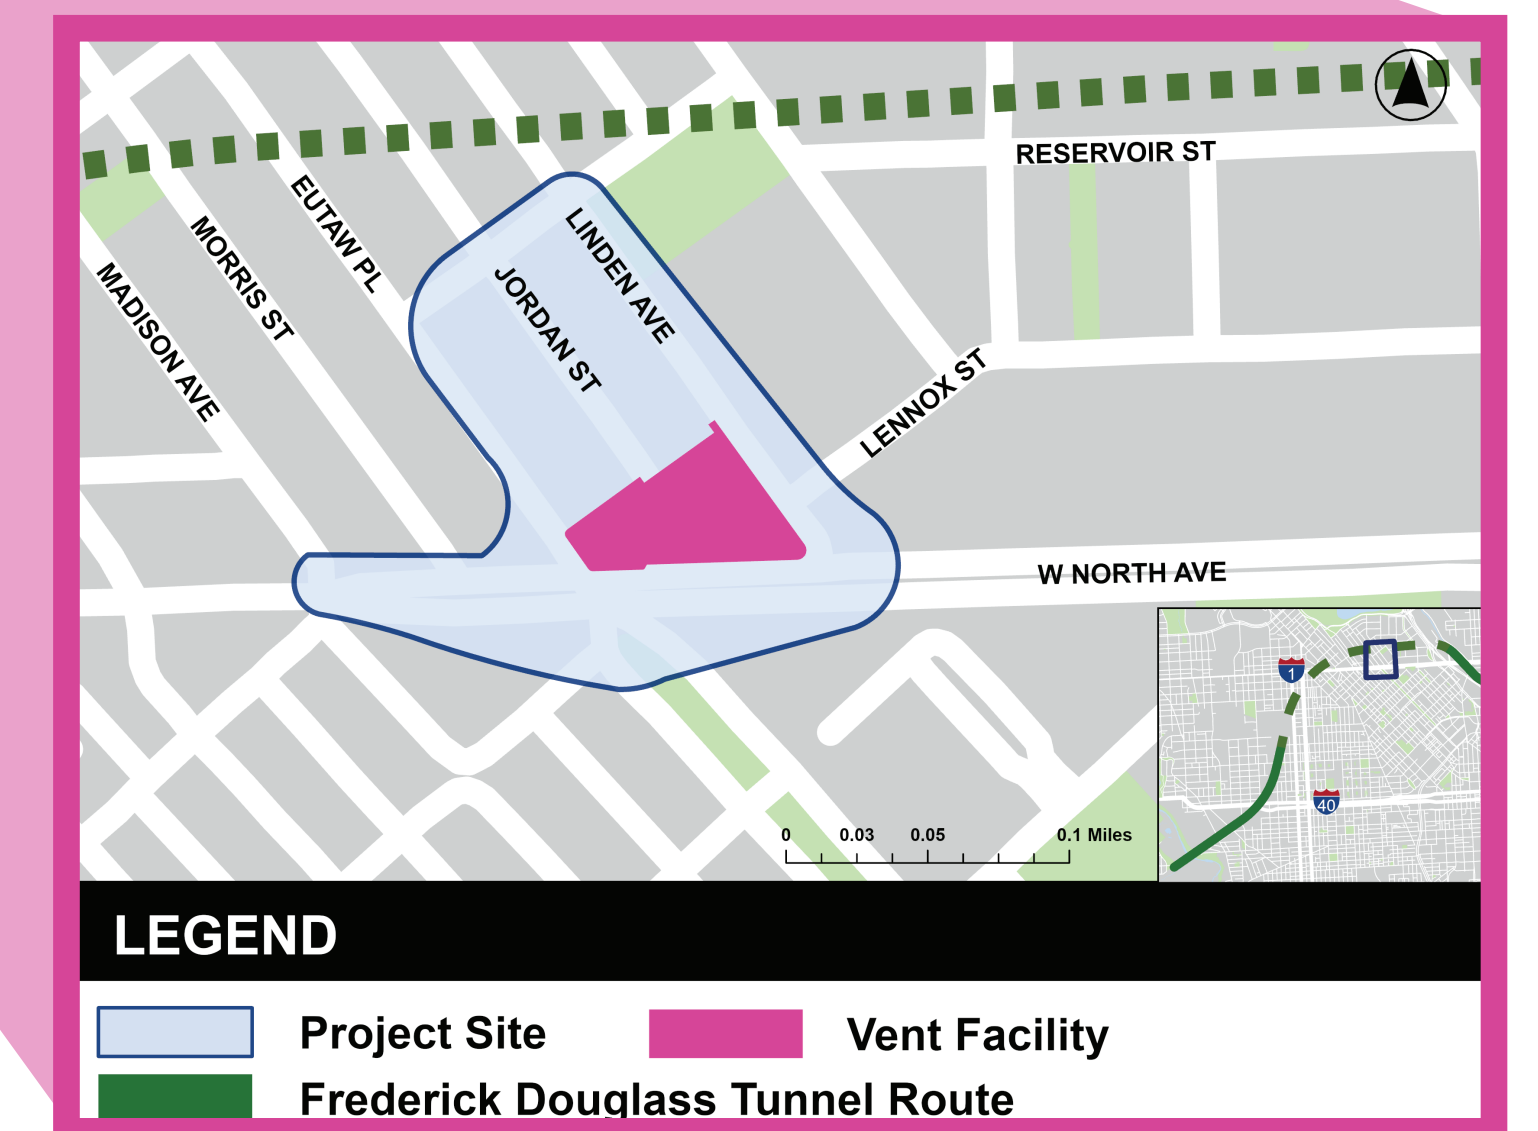 RESERVOIR ST
EUTAW PL
MORRIS ST
LINDEN AVE
MADISON AVE
JORDAN ST
LENNOX ST
W NORTH AVE
1
40
0 0.03 0.05 0.1 Miles
LEGEND
Project Site Vent Facility
Frederick Douglass Tunnel Route